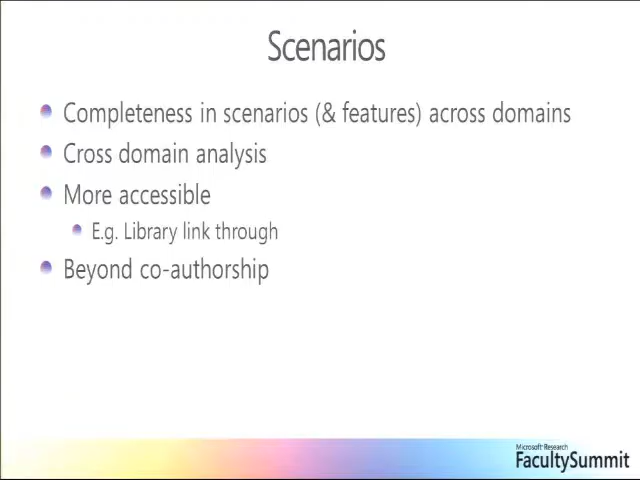 Scenarios
Completeness in scenarios (& features) across domains
Cross domain analysis
More accessible
E.g. Library link through
Beyond co-authorship
Microsoft Research
FacultySummit